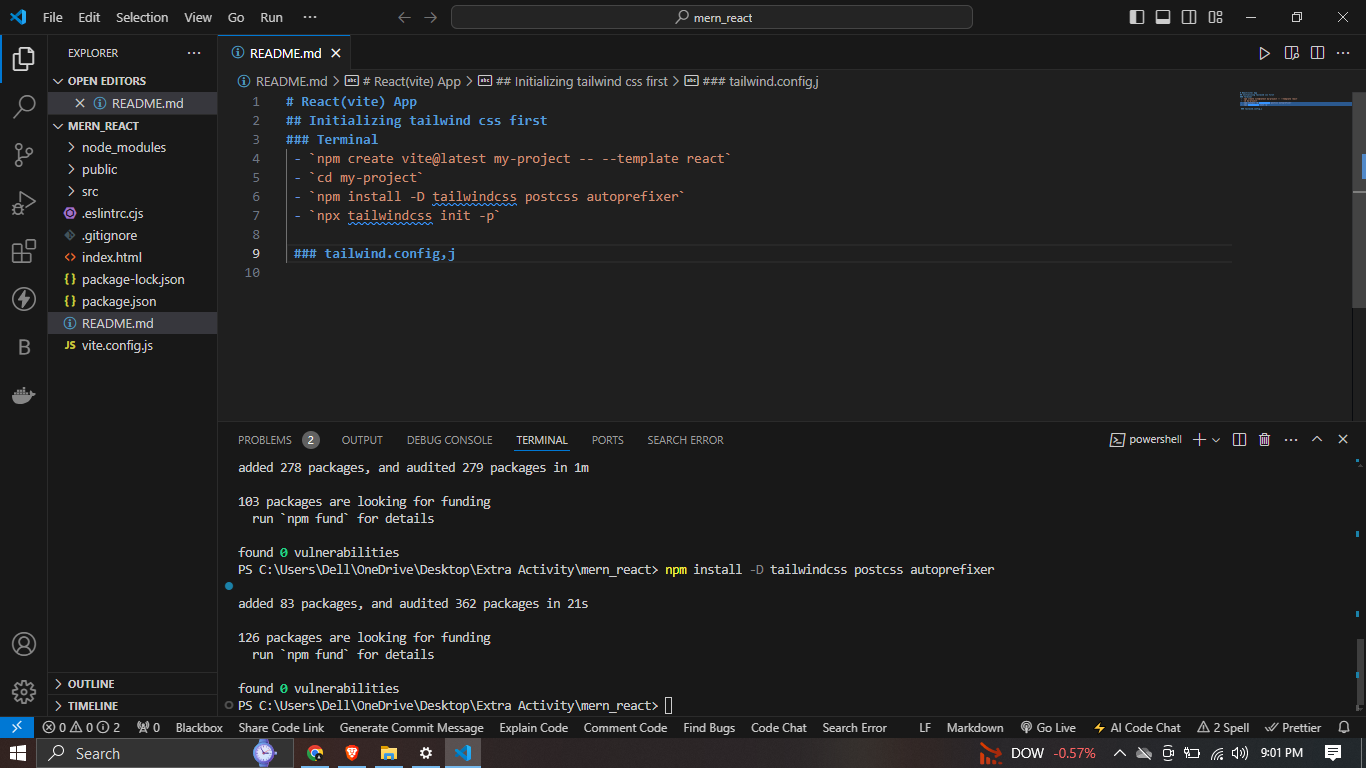 File Edit Selection View Go Run ···
mern_react
EXPLORER ···
OPEN EDITORS
README.md
MERN_REACT
node_modules
public
src
.eslintrc.cjs
.gitignore
index.html
package-lock.json
package.json
README.md
JS vite.config.js
OUTLINE
TIMELINE
README.md
README.md > # React(vite) App > ## Initializing tailwind css first > ### tailwind.config,j
1 # React(vite) App
2 ## Initializing tailwind css first
3 ### Terminal
4 - `npm create vite@latest my-project -- --template react`
5 - `cd my-project`
6 - `npm install -D tailwindcss postcss autoprefixer`
7 - `npx tailwindcss init -p`
8
9 ### tailwind.config,j
10
PROBLEMS 2 OUTPUT DEBUG CONSOLE TERMINAL PORTS SEARCH ERROR powershell
added 278 packages, and audited 279 packages in 1m
103 packages are looking for funding
run `npm fund` for details
found 0 vulnerabilities
PS C:\Users\Dell\OneDrive\Desktop\Extra Activity\mern_react> npm install -D tailwindcss postcss autoprefixer
added 83 packages, and audited 362 packages in 21s
126 packages are looking for funding
run `npm fund` for details
found 0 vulnerabilities
PS C:\Users\Dell\OneDrive\Desktop\Extra Activity\mern_react>
0 0 2 0 Blackbox Share Code Link Generate Commit Message Explain Code Comment Code Find Bugs Code Chat Search Error LF Markdown Go Live AI Code Chat 2 Spell Prettier
Search DOW -0.57% 9:01 PM